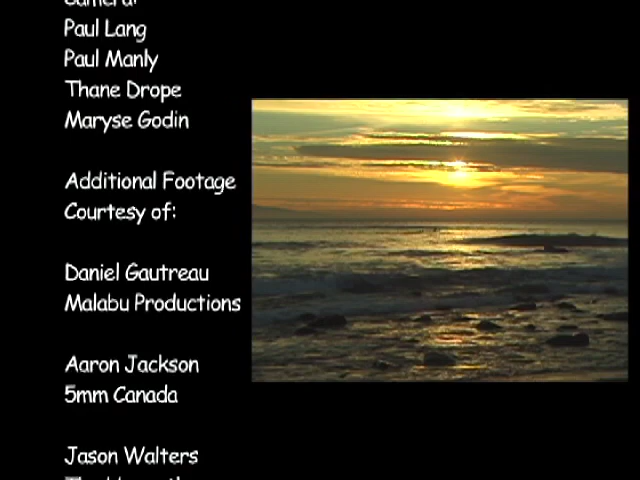 Camera:
Paul Lang
Paul Manly
Thane Drope
Maryse Godin
Additional Footage
Courtesy of:
Daniel Gautreau
Malabu Productions
Aaron Jackson
5mm Canada
Jason Walters